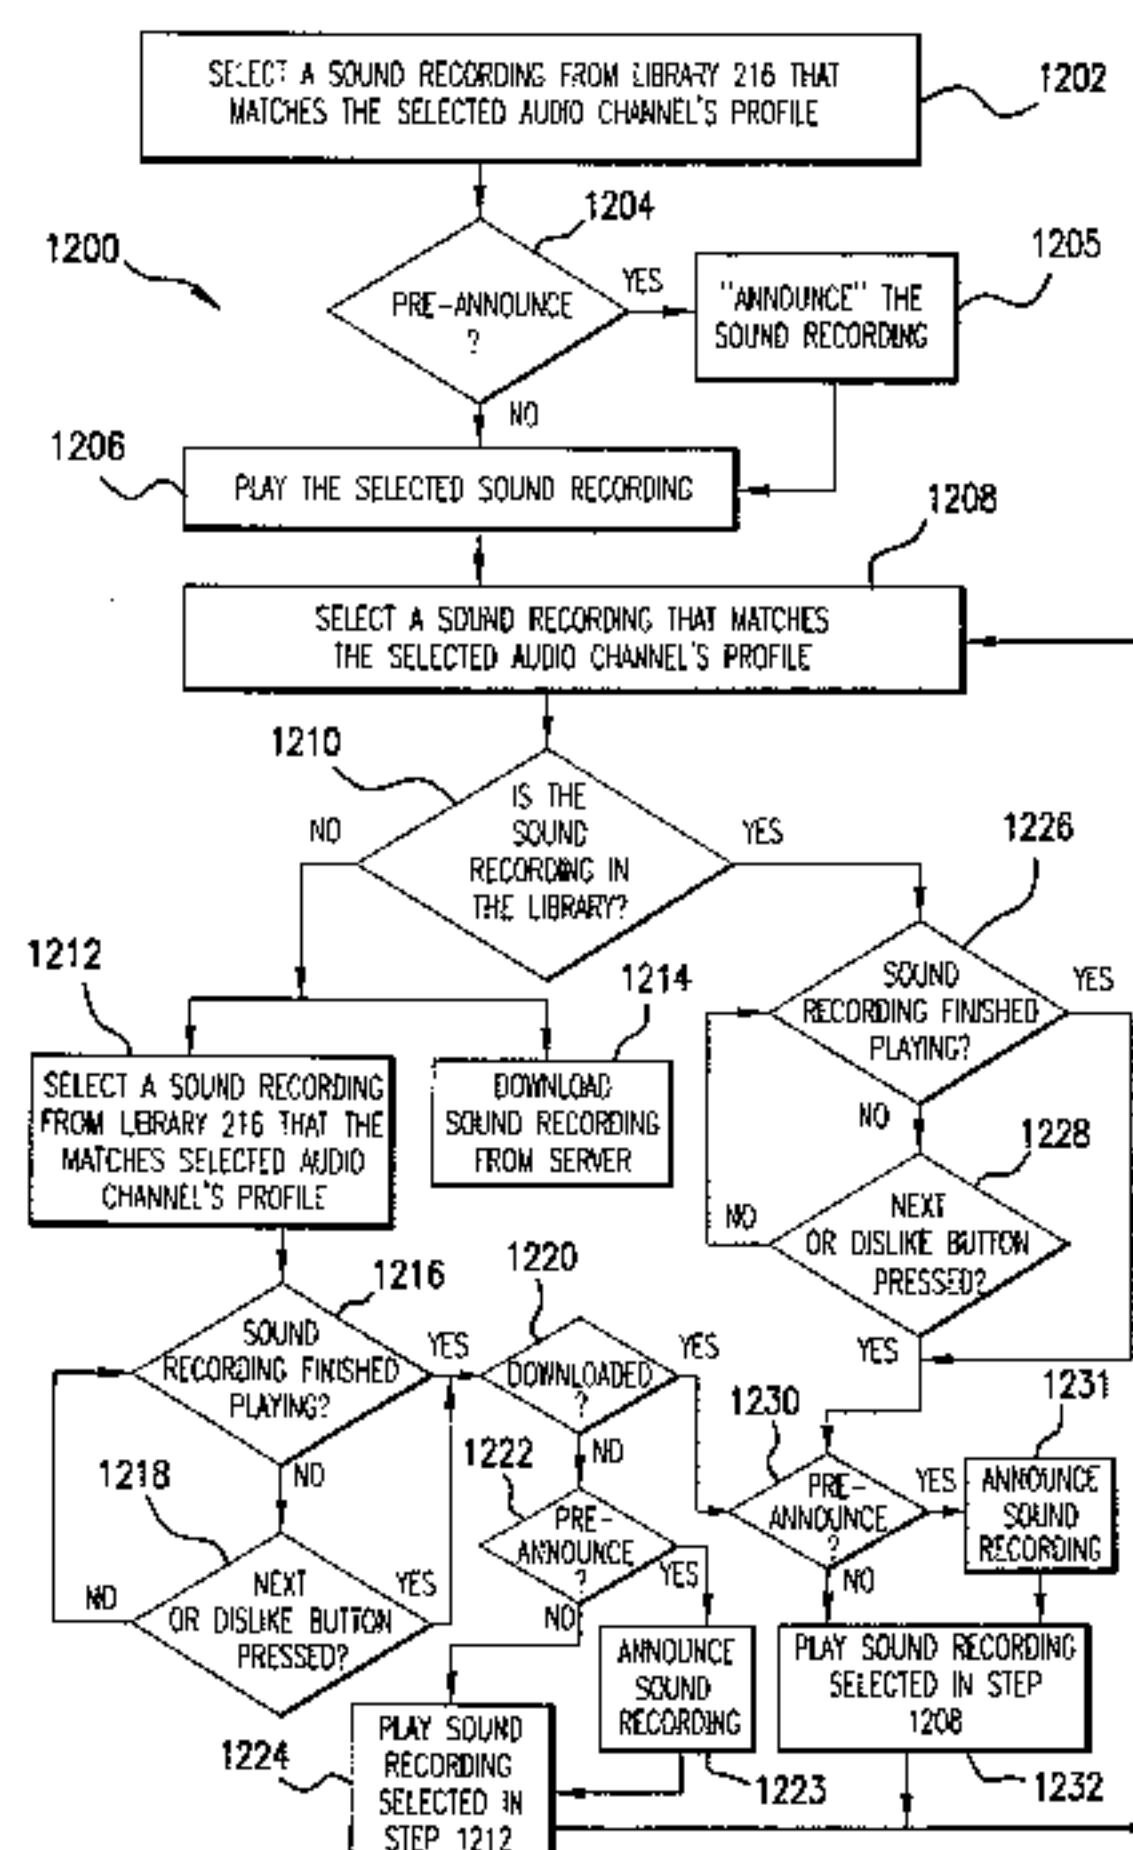 SELECT A SOUND RECORDING FROM LIBRARY 216 THAT
MATCHES THE SELECTED AUDIO CHANNEL'S PROFILE
1202
1204
1200
PRE-ANNOUNCE
?
YES
"ANNOUNCE" THE
SOUND RECORDING
1205
NO
1206
PLAY THE SELECTED SOUND RECORDING
1208
SELECT A SOUND RECORDING THAT MATCHES
THE SELECTED AUDIO CHANNEL'S PROFILE
1210
IS THE
SOUND
RECORDING IN
THE LIBRARY?
NO
YES
1226
SOUND
RECORDING FINISHED
PLAYING?
YES
NO
1212
1214
SELECT A SOUND RECORDING
FROM LIBRARY 216 THAT THE
MATCHES SELECTED AUDIO
CHANNEL'S PROFILE
DOWNLOAD
SOUND RECORDING
FROM SERVER
1228
NEXT
OR DISLIKE BUTTON
PRESSED?
NO
YES
1216
SOUND
RECORDING FINISHED
PLAYING?
YES
NO
1220
DOWNLOADED
?
YES
NO
1218
NEXT
OR DISLIKE BUTTON
PRESSED?
NO
YES
1222
PRE-
ANNOUNCE
?
YES
NO
1230
PRE-
ANNOUNCE
?
YES
NO
1231
ANNOUNCE
SOUND
RECORDING
ANNOUNCE
SOUND
RECORDING
1223
PLAY SOUND RECORDING
SELECTED IN STEP
1208
1232
1224
PLAY SOUND
RECORDING
SELECTED IN
STEP 1212